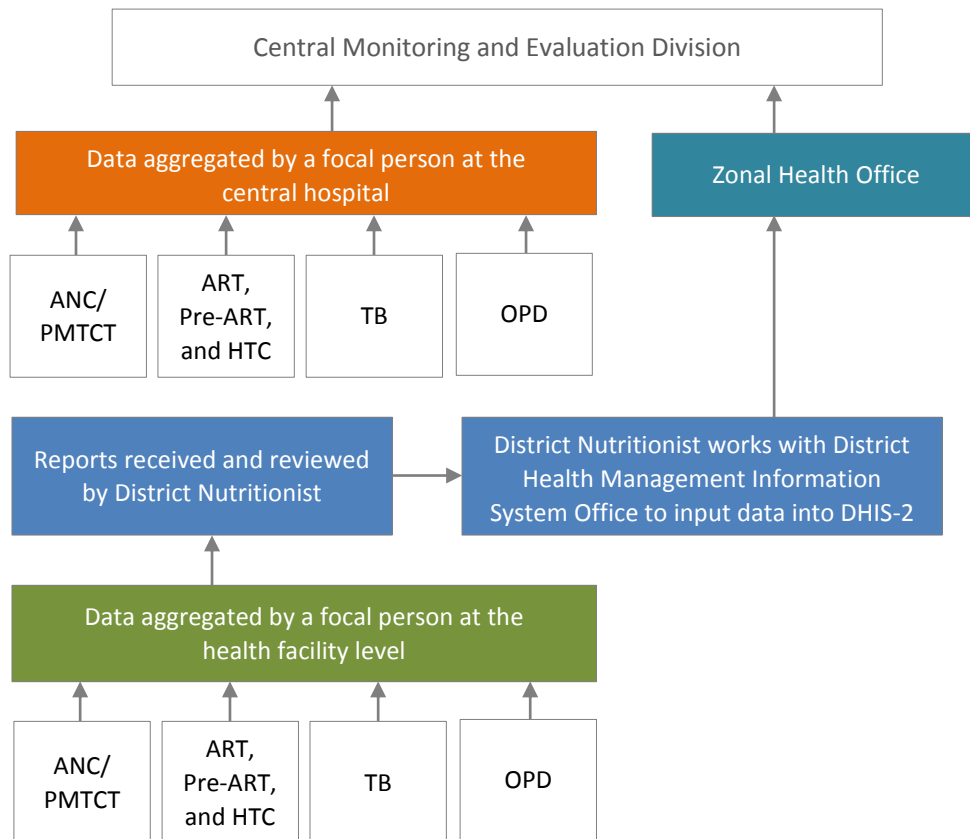 Central Monitoring and Evaluation Division
Data aggregated by a focal person at the
central hospital
Zonal Health Office
ANC/
PMTCT
ART,
Pre-ART,
and HTC
TB
OPD
Reports received and reviewed
by District Nutritionist
District Nutritionist works with District
Health Management Information
System Office to input data into DHIS-2
Data aggregated by a focal person at the
health facility level
ANC/
PMTCT
ART,
Pre-ART,
and HTC
TB
OPD